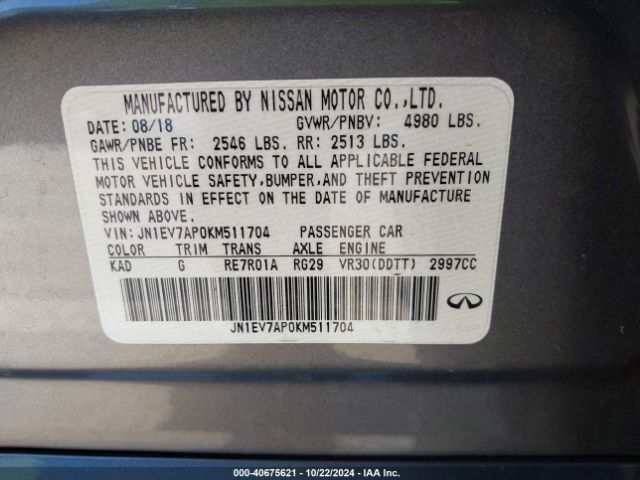 MANUFACTURED BY NISSAN MOTOR CO.,LTD.
DATE: 08/18 GVWR/PNBV: 4980 LBS.
GAWR/PNBE FR: 2546 LBS. RR: 2513 LBS.
THIS VEHICLE CONFORMS TO ALL APPLICABLE FEDERAL
MOTOR VEHICLE SAFETY,BUMPER,AND THEFT PREVENTION
STANDARDS IN EFFECT ON THE DATE OF MANUFACTURE
SHOWN ABOVE.
VIN: JN1EV7AP0KM511704 PASSENGER CAR
COLOR TRIM TRANS AXLE ENGINE
KAD G RE7R01A RG29 VR30(DDTT) 2997CC
JN1EV7AP0KM511704
000-40675621 | 10/22/2024 | IAA Inc.